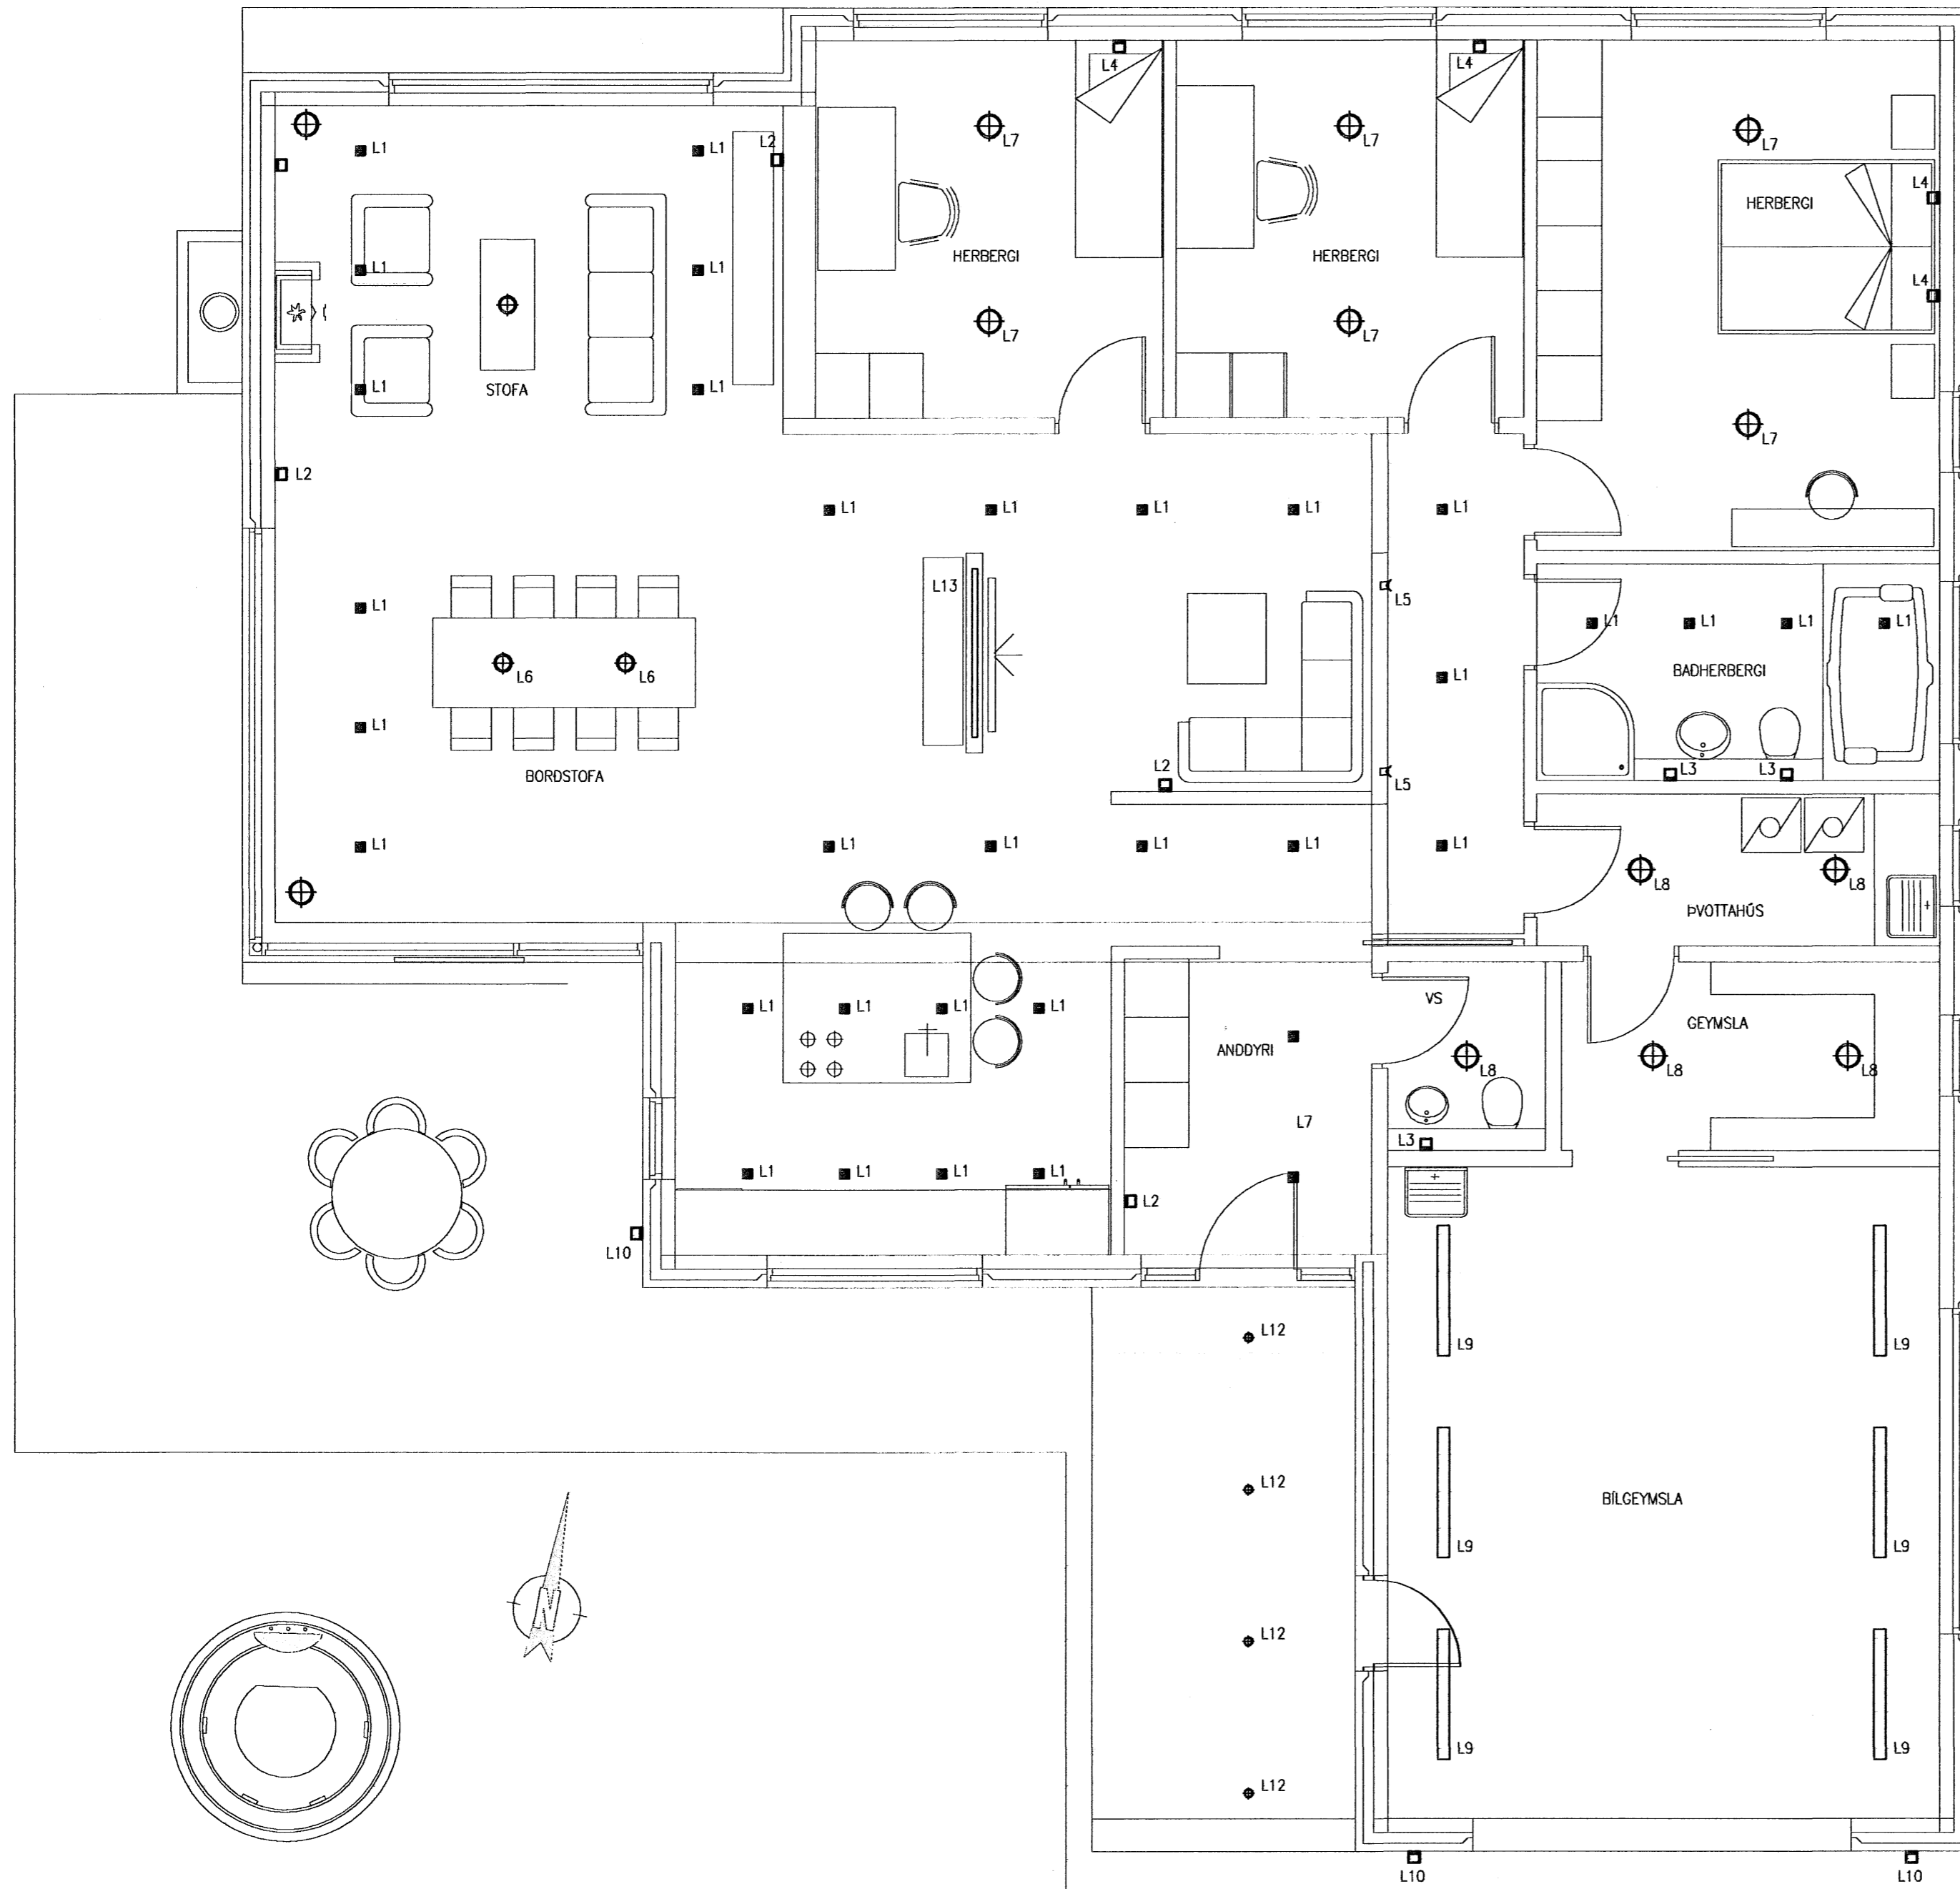 L4
L4
L1 L1 L2 L7 L7 L7
HERBERGI L4
HERBERGI HERBERGI
L1 L1
L4
L7 L7
STOFA
L1 L1
L7
L2
L1 L1 L1 L1 L1
L13
L5
L1
L1 L1 L1 L1
L6 L6
L1
BAÐHERBERGI
L1
BORÐSTOFA
L2
L5
L3 L3
L1 L1 L1 L1 L1 L1
L8 L8
ÞVOTTAHÚS
VS
L1 L1 L1 L1
GEYMSLA
ANDDYRI
L8 L8 L8
L7
L3
L1 L1 L1 L1
L2
L10
L12
L9 L9
L12
BÍLGEYMSLA
L9 L9
N
L12
L9 L9
L12
L10 L10